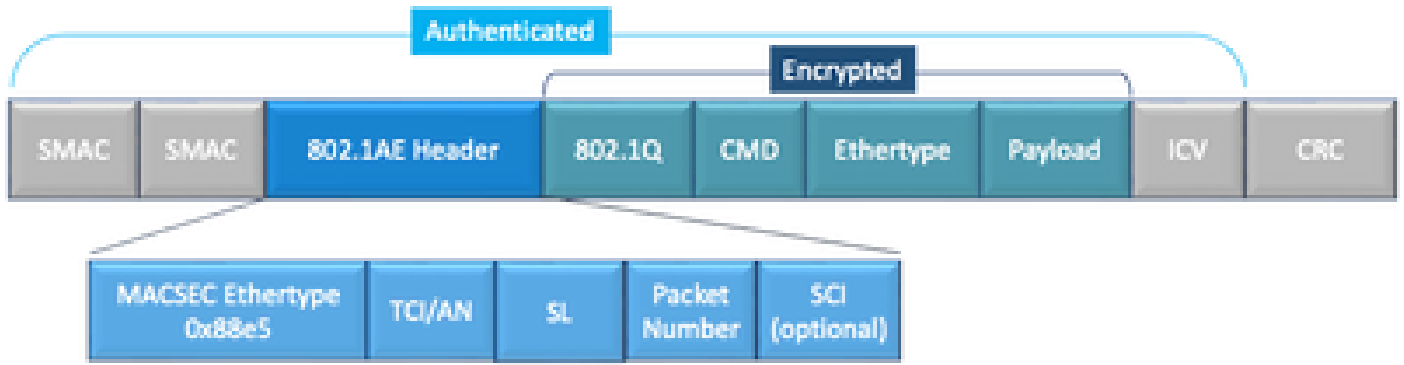 Authenticated
Encrypted
SMAC SMAC 802.1AE Header 802.1Q CMD Ethertype Payload ICV CRC
MACSEC Ethertype
0x88e5
TCI/AN
SL
Packet
Number
SCI
(optional)